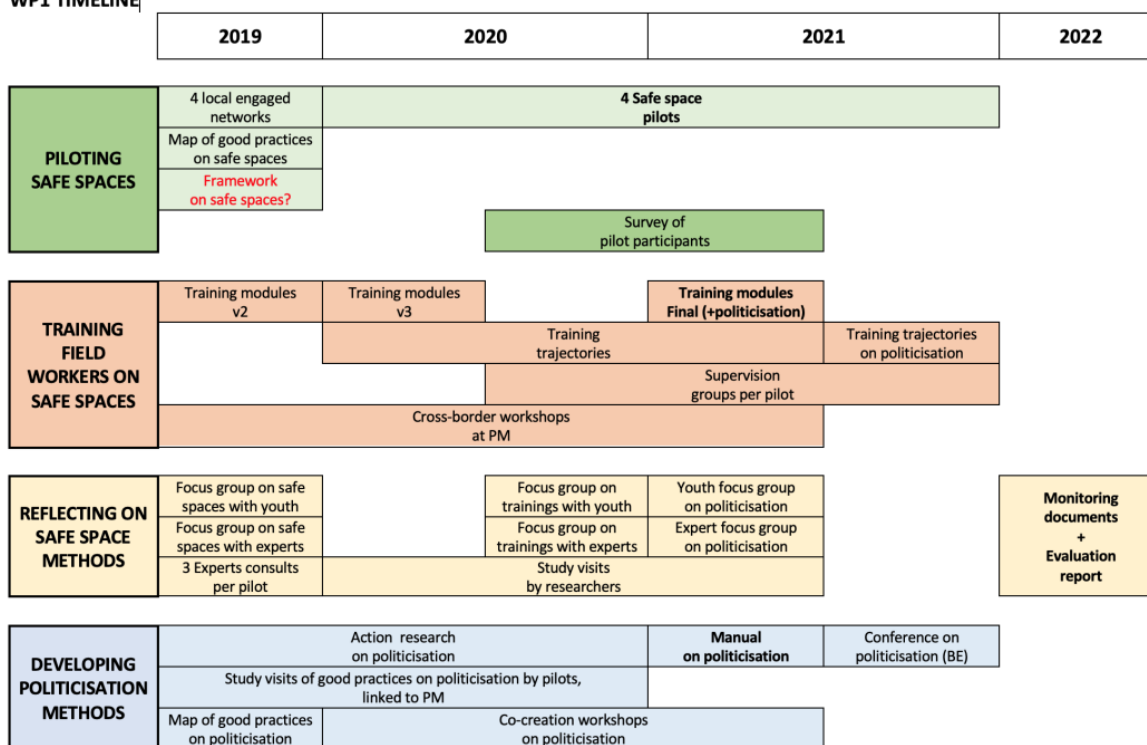 WP1 TIMELINE
2019
2020
2021
2022
PILOTING
SAFE SPACES
4 local engaged
networks
4 Safe space
pilots
Map of good practices
on safe spaces
Framework
on safe spaces?
Survey of
pilot participants
TRAINING
FIELD
WORKERS ON
SAFE SPACES
Training modules
v2
Training modules
v3
Training modules
Final (+politicisation)
Training
trajectories
Training trajectories
on politicisation
Supervision
groups per pilot
Cross-border workshops
at PM
REFLECTING ON
SAFE SPACE
METHODS
Focus group on safe
spaces with youth
Focus group on
trainings with youth
Youth focus group
on politicisation
Focus group on safe
spaces with experts
Focus group on
trainings with experts
Expert focus group
on politicisation
3 Experts consults
per pilot
Study visits
by researchers
Monitoring
documents
+
Evaluation
report
DEVELOPING
POLITICISATION
METHODS
Action research
on politicisation
Manual
on politicisation
Conference on
politicisation (BE)
Study visits of good practices on politicisation by pilots,
linked to PM
Map of good practices
on politicisation
Co-creation workshops
on politicisation